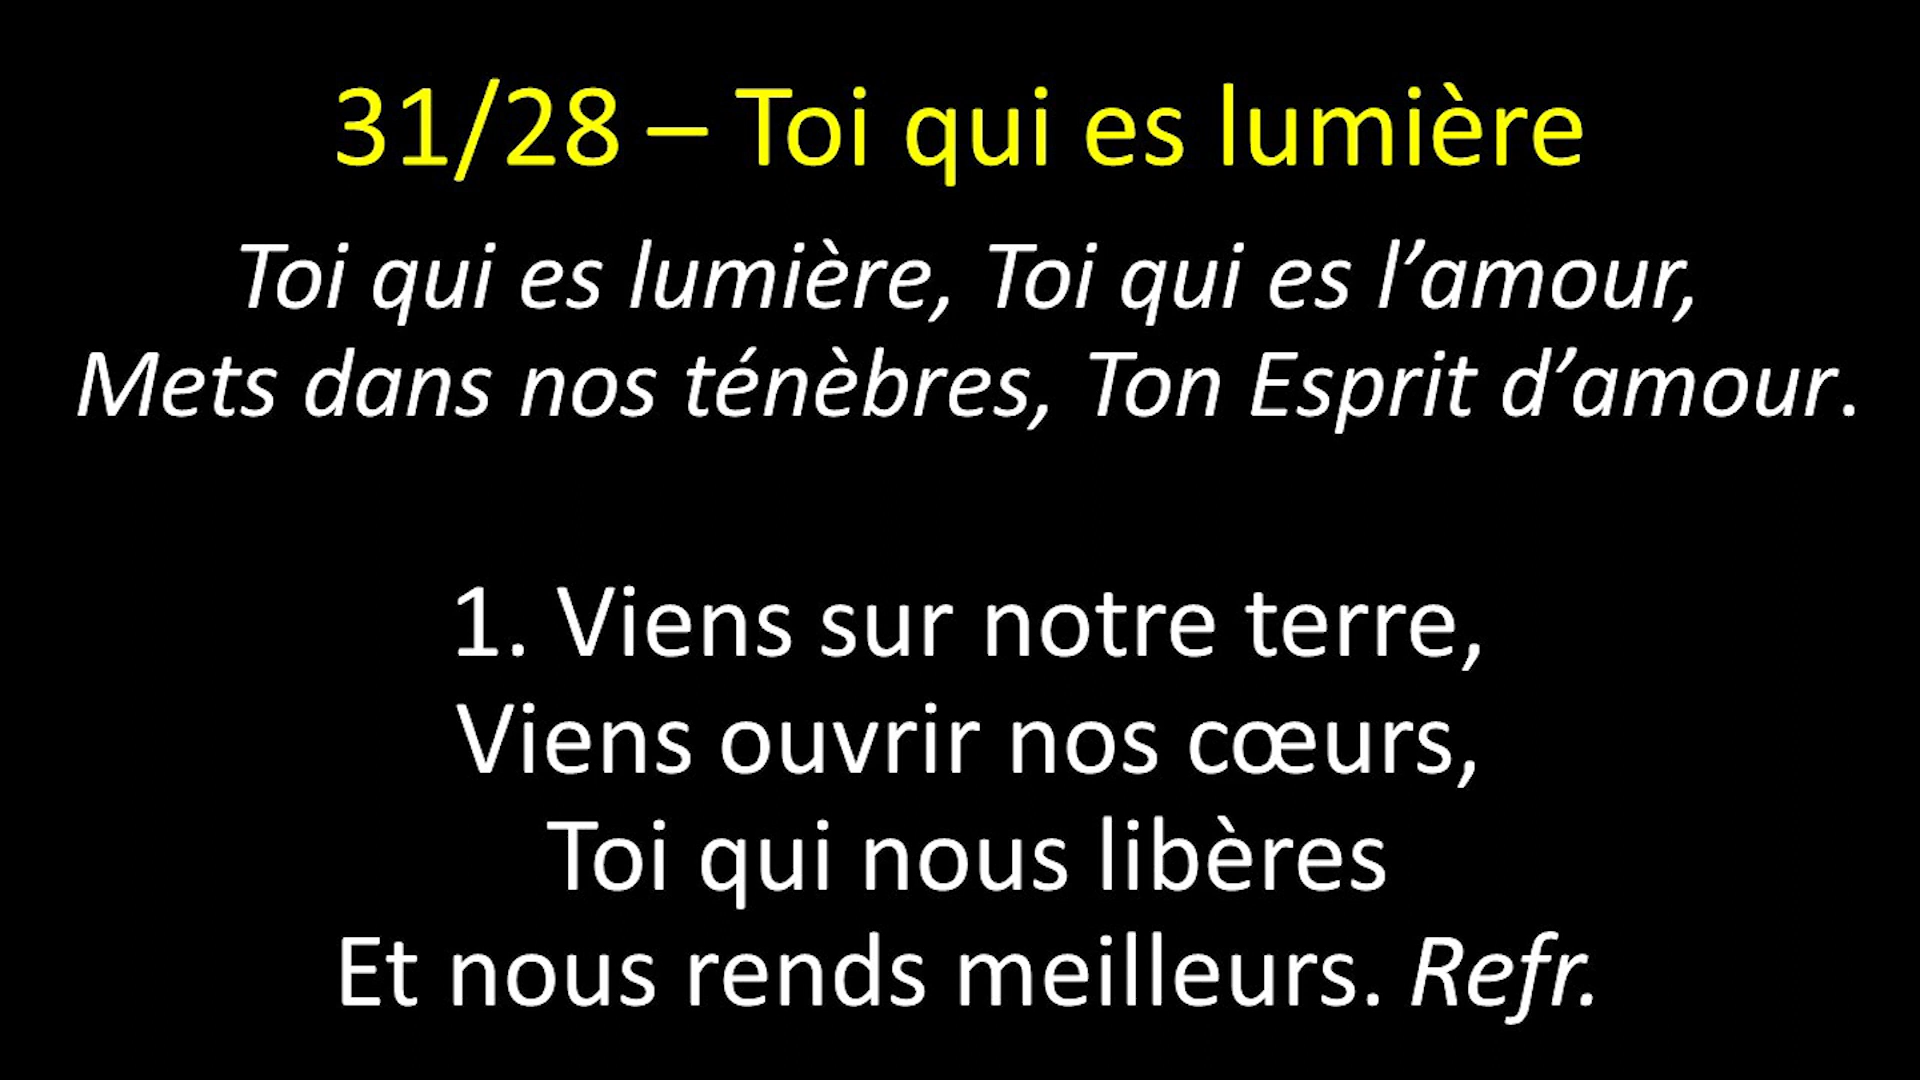 31/28 – Toi qui es lumière
Toi qui es lumière, Toi qui es l’amour,
Mets dans nos ténèbres, Ton Esprit d’amour.
1. Viens sur notre terre,
Viens ouvrir nos cœurs,
Toi qui nous libères
Et nous rends meilleurs. Refr.